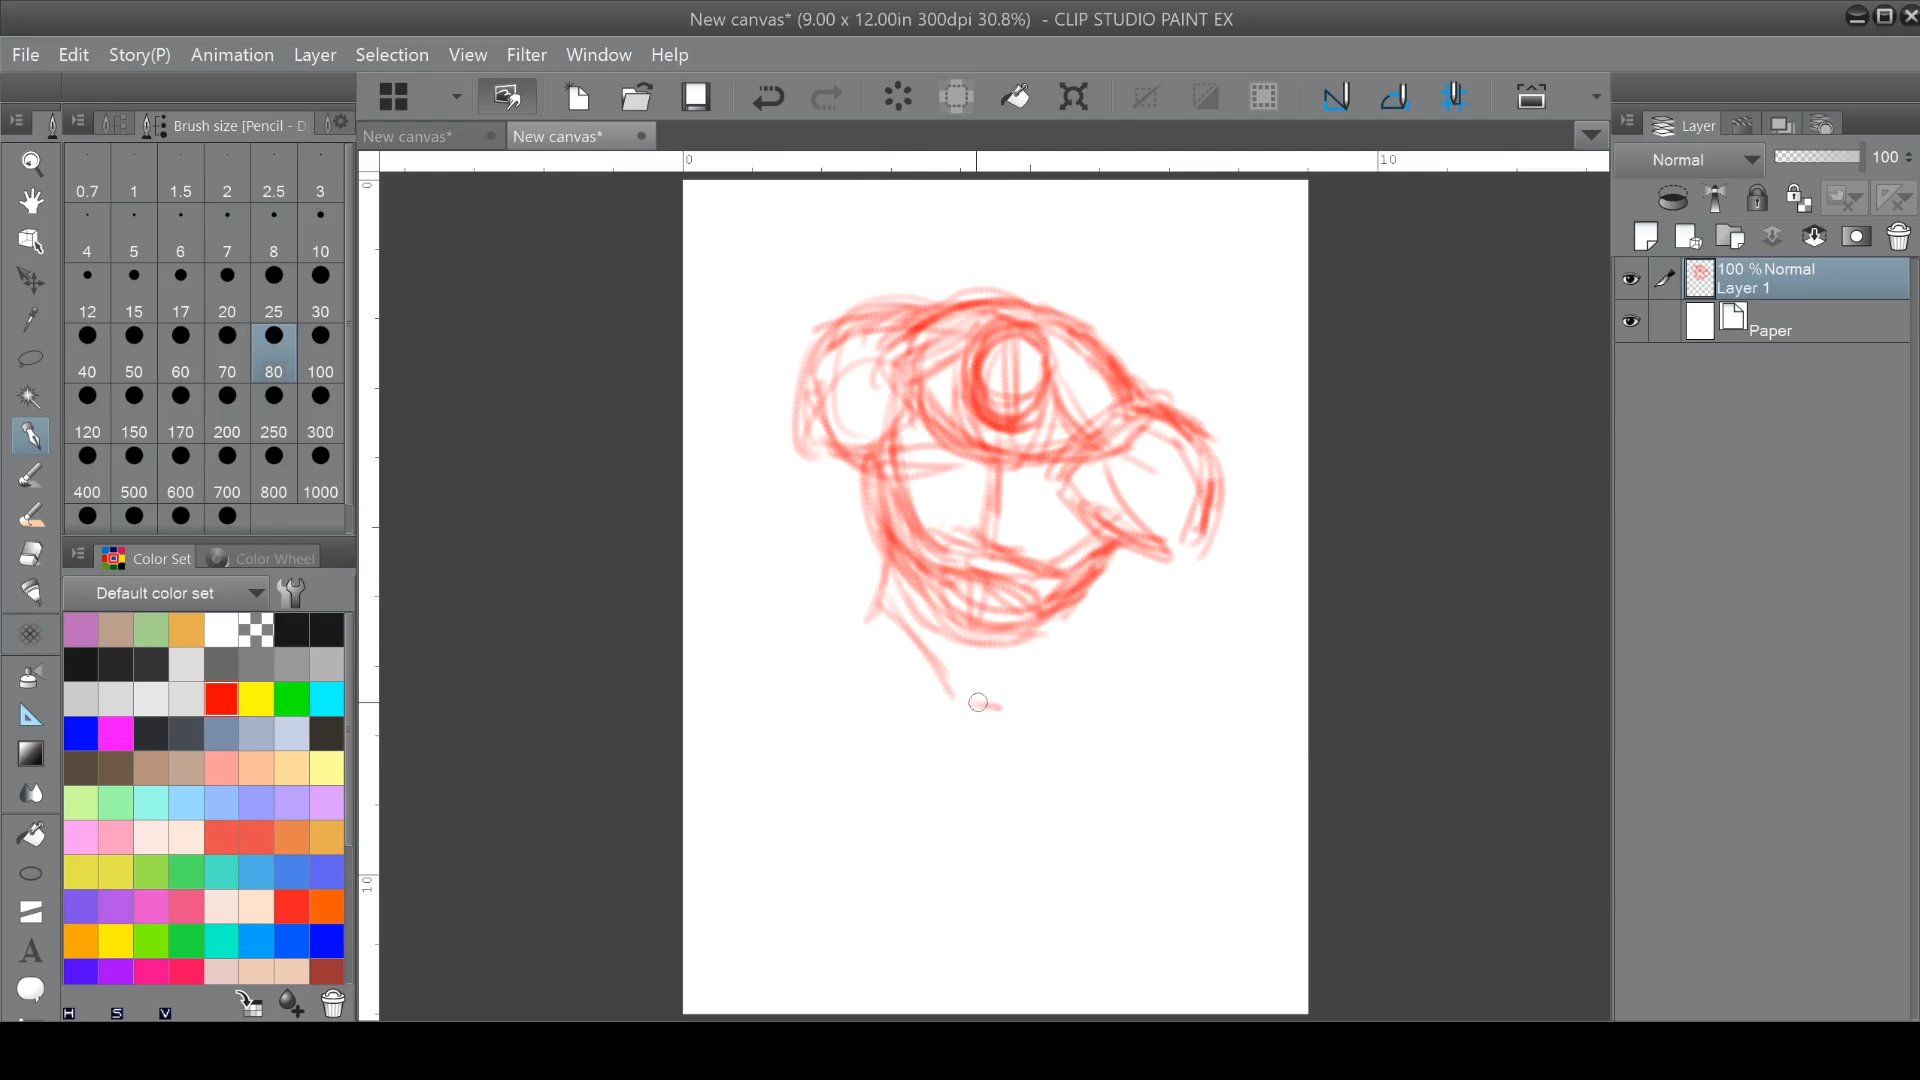 New canvas* (9.00 x 12.00in 300dpi 30.8%) - CLIP STUDIO PAINT EX
File Edit Story(P) Animation Layer Selection View Filter Window Help
Brush size [Pencil - D
New canvas* New canvas*
Layer
Normal 100
0 10
0
10
0.7 1 1.5 2 2.5 3
4 5 6 7 8 10
12 15 17 20 25 30
40 50 60 70 80 100
120 150 170 200 250 300
400 500 600 700 800 1000
100 %Normal
Layer 1
Paper
Color Set Color Wheel
Default color set
A
H S V